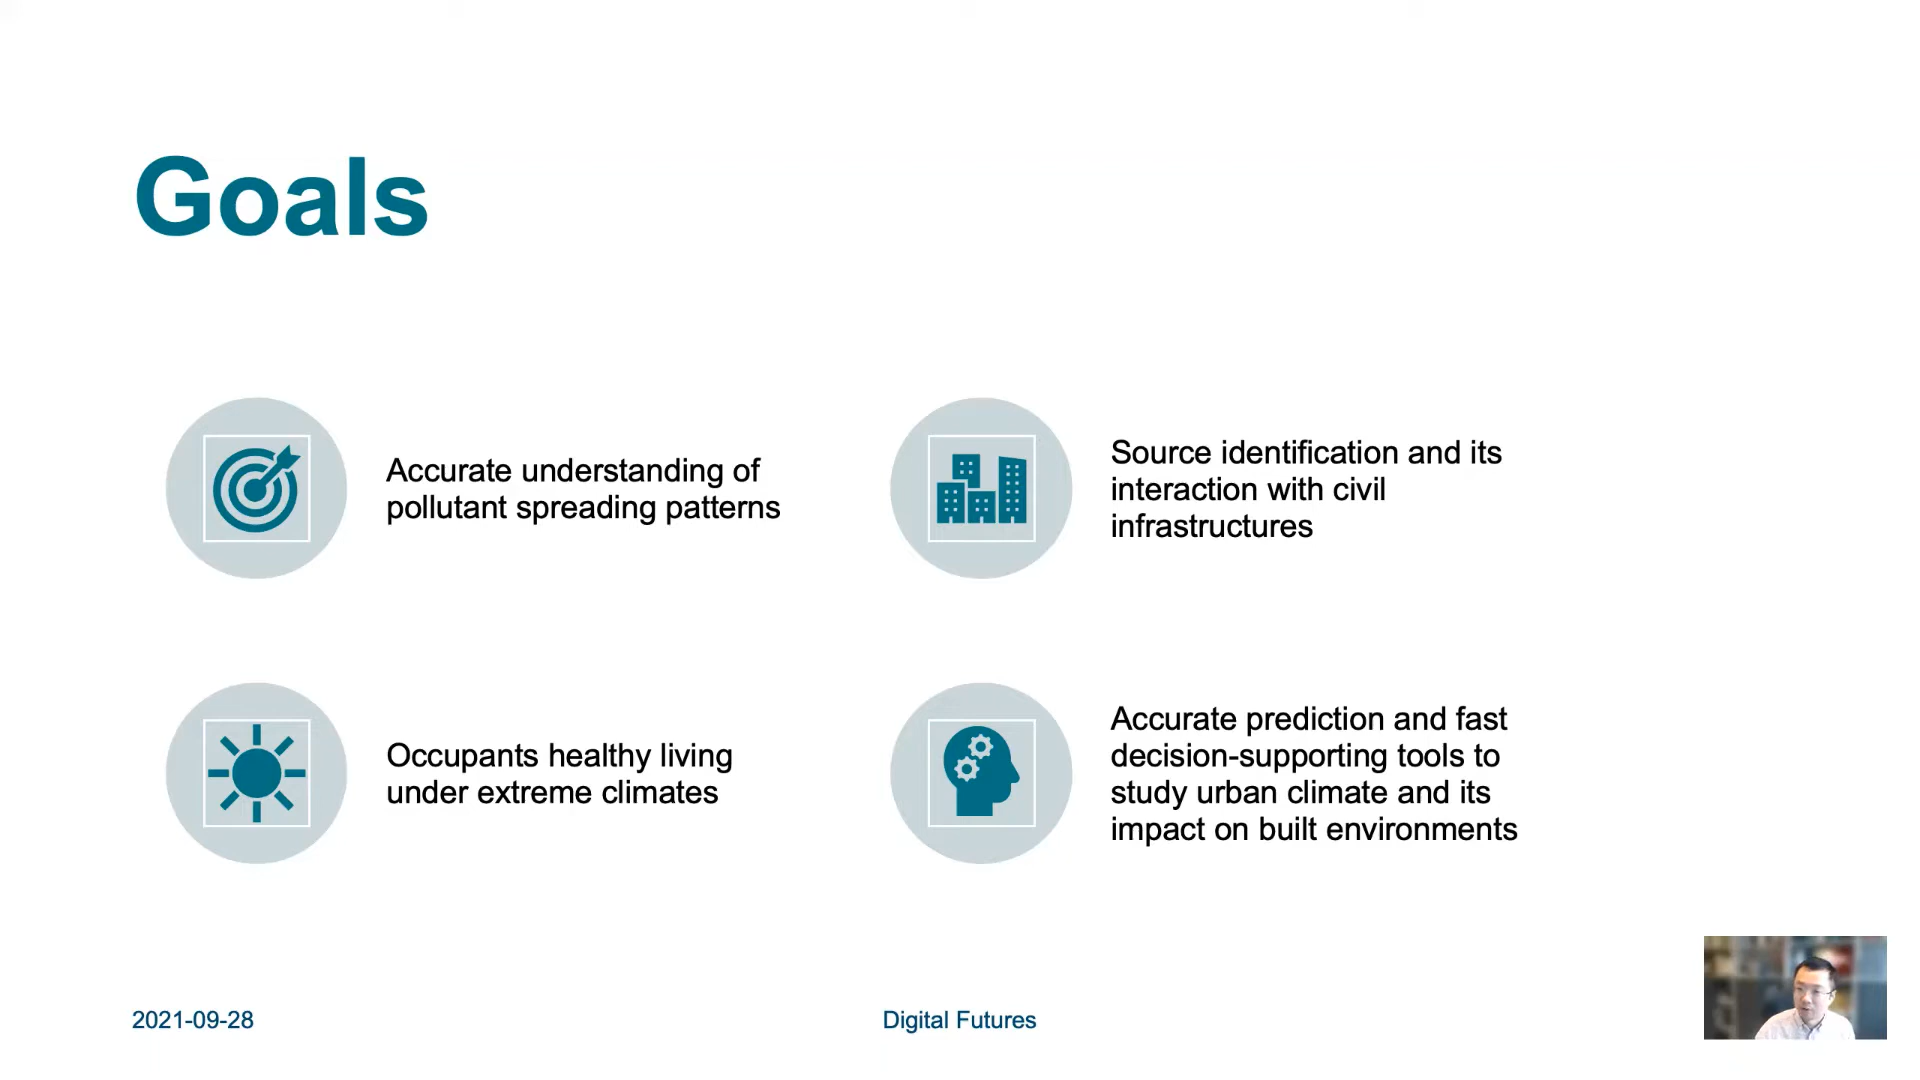 Goals
Accurate understanding of
pollutant spreading patterns
Source identification and its
interaction with civil
infrastructures
Occupants healthy living
under extreme climates
Accurate prediction and fast
decision-supporting tools to
study urban climate and its
impact on built environments
2021-09-28
Digital Futures